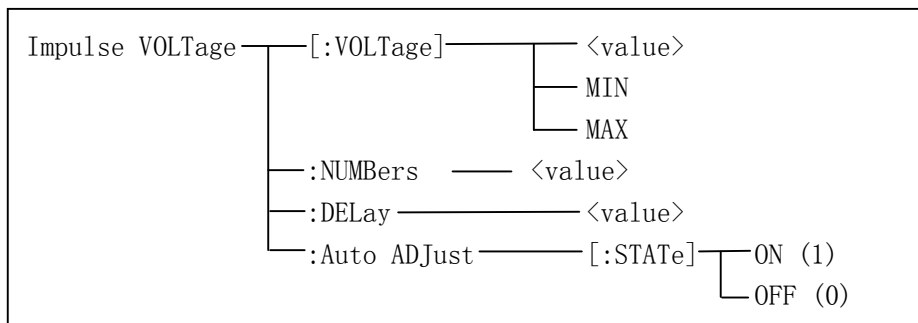 Impulse VOLTage [:VOLTage] <value>
MIN
MAX
:NUMBers <value>
:DELay <value>
:Auto ADJust [:STATe] ON (1)
OFF (0)